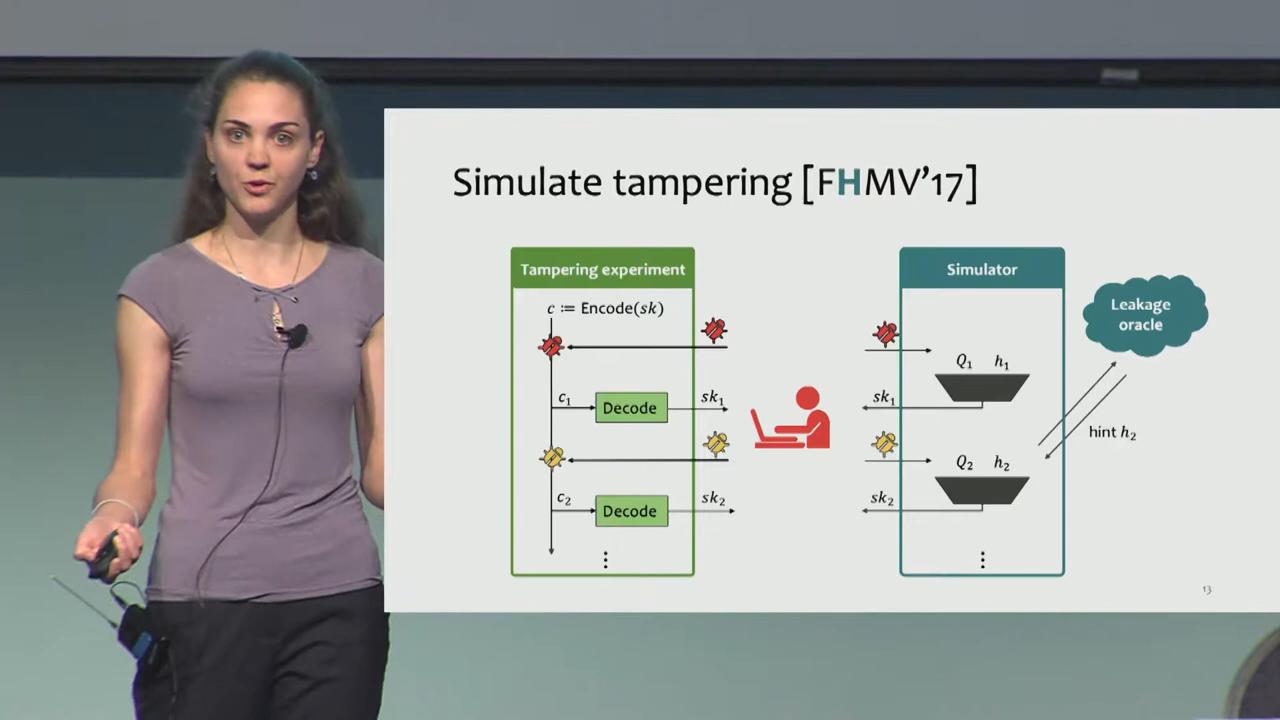 Simulate tampering [FHMV'17]
Tampering experiment
c := Encode(sk)
c₁
Decode
sk₁
c₂
Decode
sk₂
⋮
Simulator
Q₁ h₁
sk₁
Q₂ h₂
sk₂
⋮
Leakage
oracle
hint h₂
13